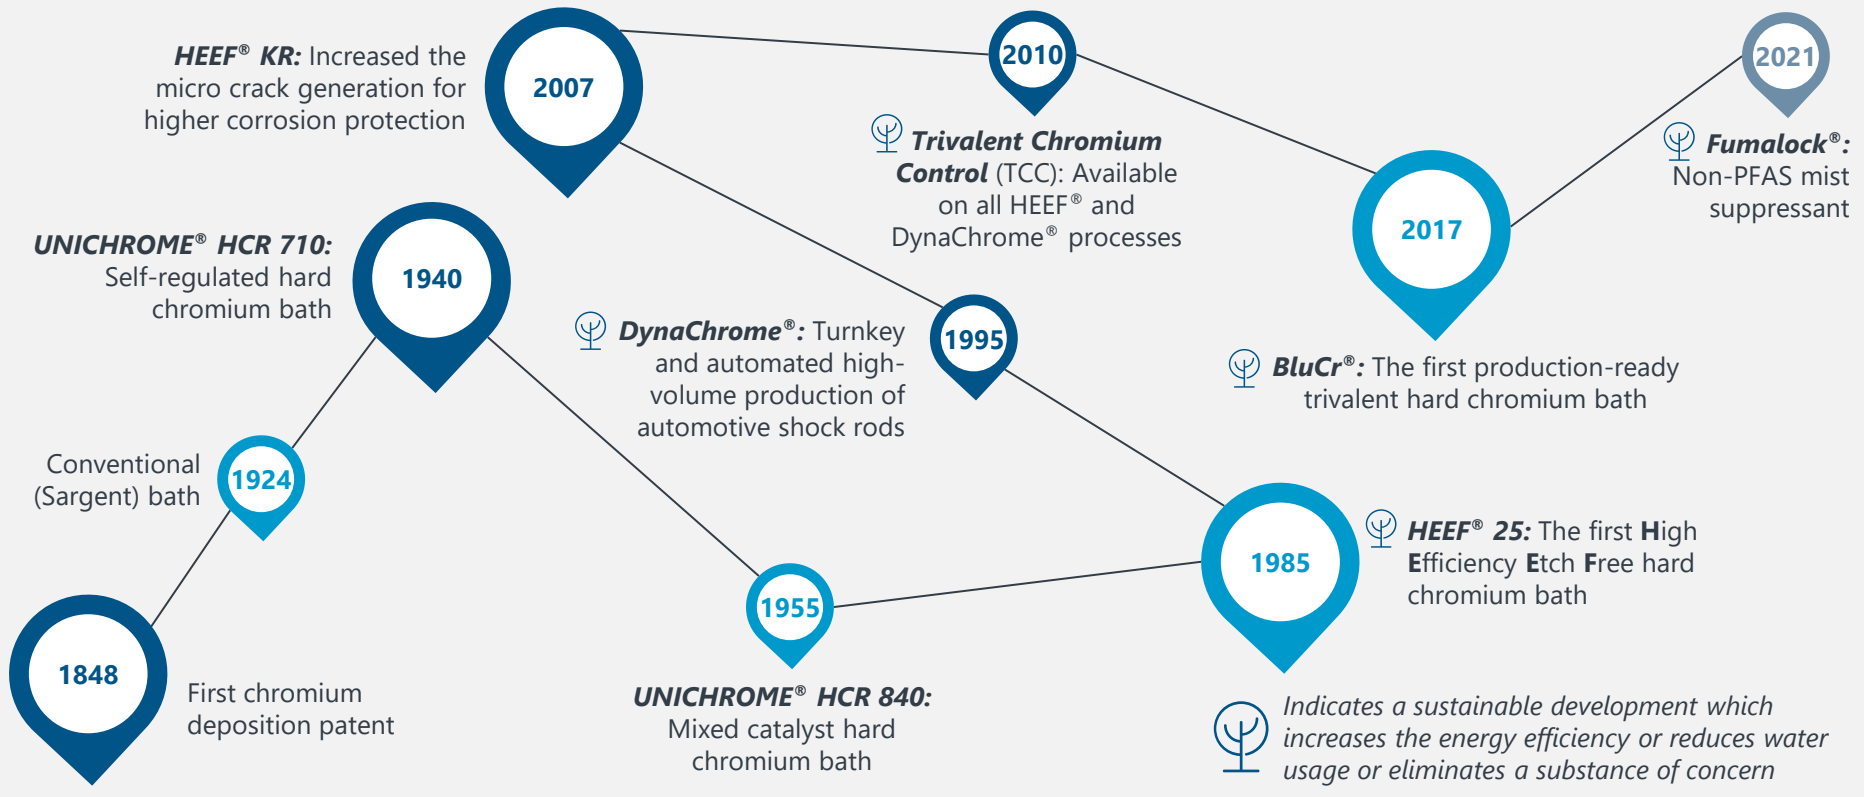 HEEF® KR: Increased the
micro crack generation for
higher corrosion protection
2007
2010
Trivalent Chromium
Control (TCC): Available
on all HEEF® and
DynaChrome® processes
2021
Fumalock®:
Non-PFAS mist
suppressant
UNICHROME® HCR 710:
Self-regulated hard
chromium bath
1940
2017
BluCr®: The first production-ready
trivalent hard chromium bath
DynaChrome®: Turnkey
and automated high-
volume production of
automotive shock rods
1995
Conventional
(Sargent) bath
1924
1985
HEEF® 25: The first High
Efficiency Etch Free hard
chromium bath
1955
UNICHROME® HCR 840:
Mixed catalyst hard
chromium bath
1848
First chromium
deposition patent
Indicates a sustainable development which
increases the energy efficiency or reduces water
usage or eliminates a substance of concern